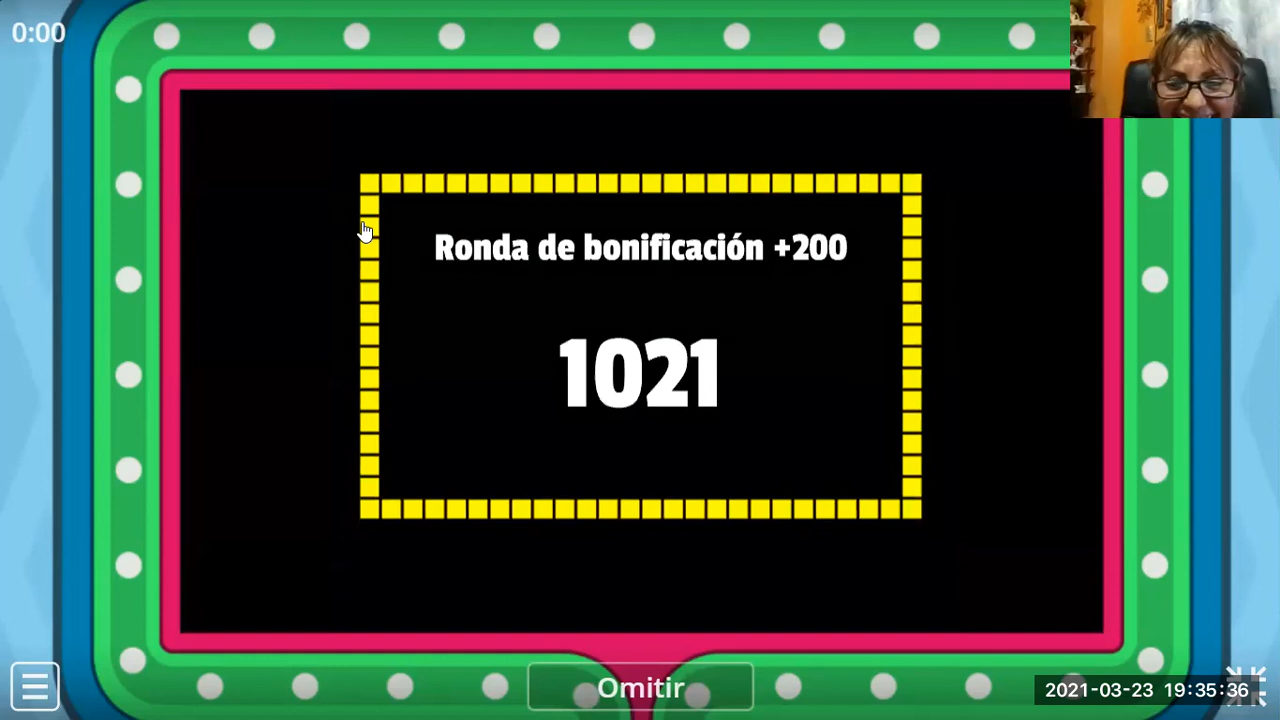 0:00
Ronda de bonificación +200
1021
Omitir
2021-03-23 19:35:36